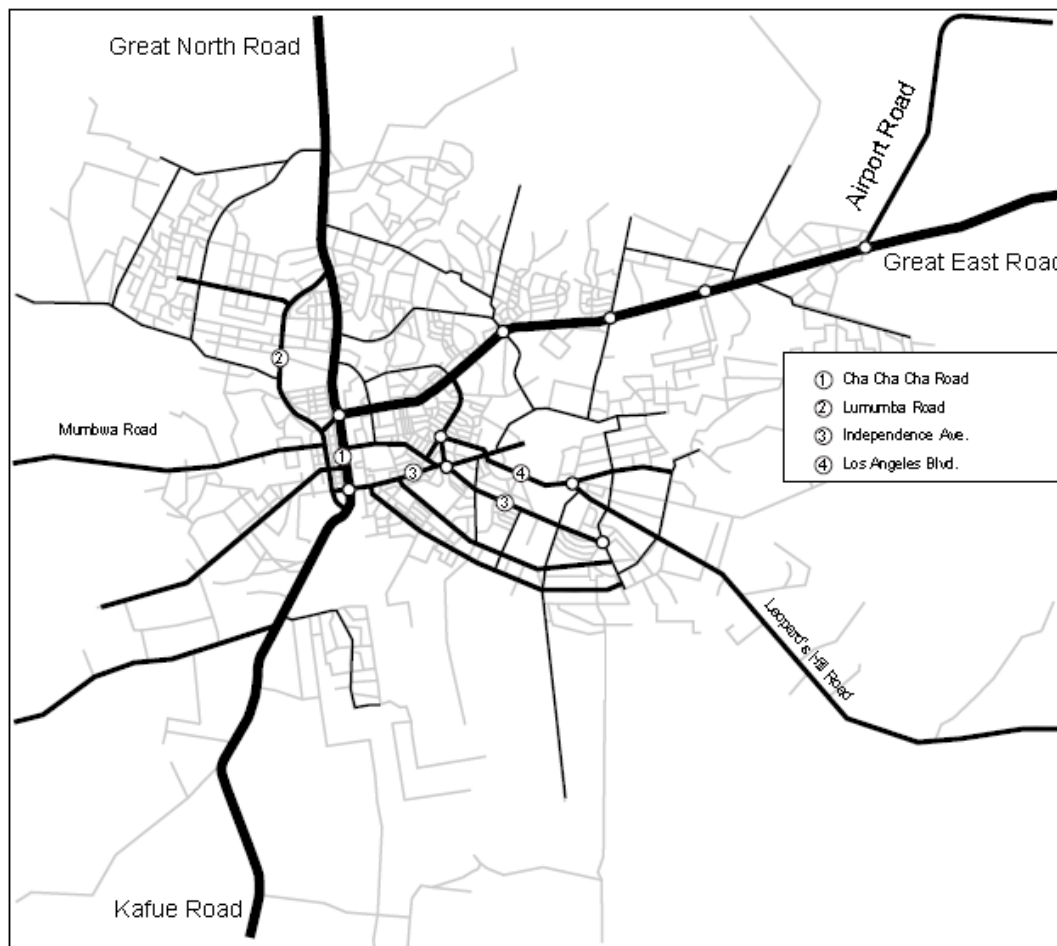 Great North Road
Airport Road
Great East Road
2
① Cha Cha Cha Road
② Lumumba Road
③ Independence Ave.
④ Los Angeles Blvd.
Mumbwa Road
1
3
4
3
Leopard's Hill Road
Kafue Road